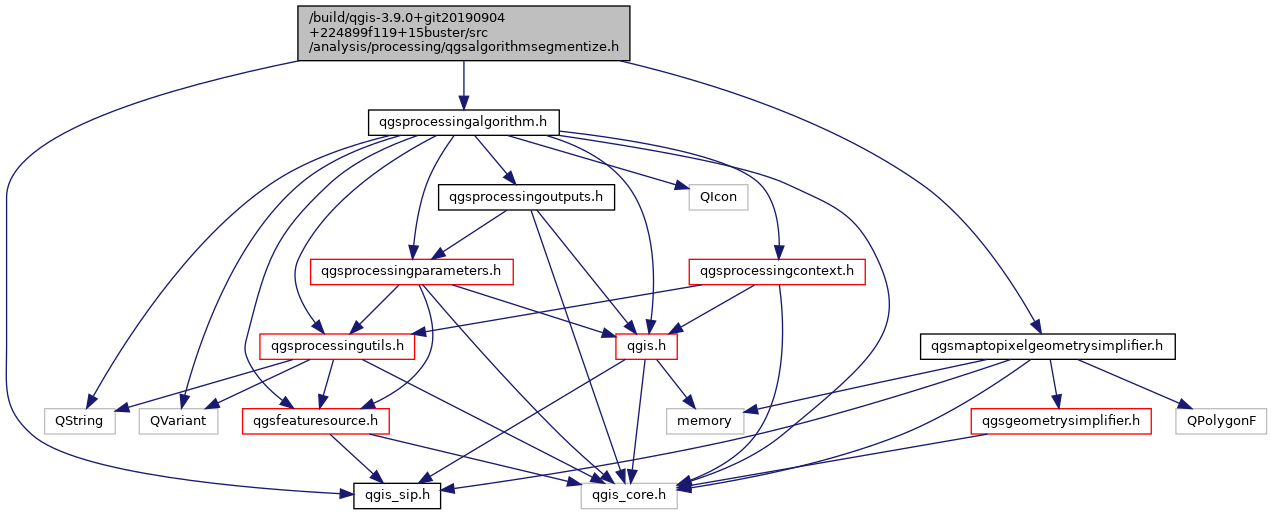 /build/qgis-3.9.0+git20190904
+224899f119+15buster/src
/analysis/processing/qgsalgorithmsegmentize.h
qgsprocessingalgorithm.h
qgsprocessingoutputs.h
QIcon
qgsprocessingparameters.h
qgsprocessingcontext.h
qgsprocessingutils.h
qgis.h
qgsmaptopixelgeometrysimplifier.h
QString
QVariant
qgsfeaturesource.h
memory
qgsgeometrysimplifier.h
QPolygonF
qgis_sip.h
qgis_core.h